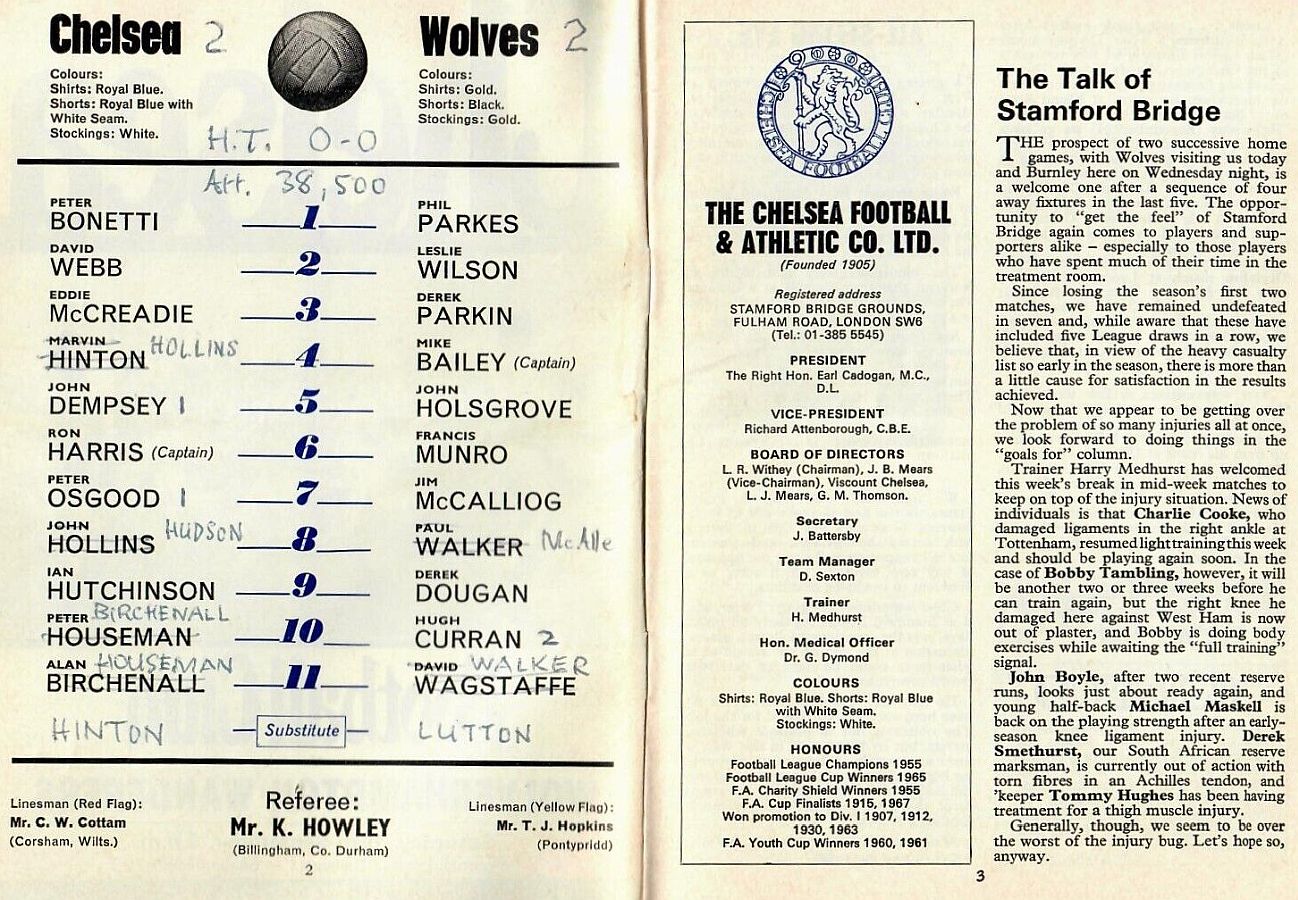 Chelsea 2
Colours:
Shirts: Royal Blue.
Shorts: Royal Blue with
White Seam.
Stockings: White.
Wolves 2
Colours:
Shirts: Gold.
Shorts: Black.
Stockings: Gold.
H.T. 0-0
Att. 38,500
PETER
BONETTI
1
PHIL
PARKES
DAVID
WEBB
2
LESLIE
WILSON
EDDIE
McCREADIE
3
DEREK
PARKIN
MARVIN
HINTON HOLLINS
4
MIKE
BAILEY (Captain)
JOHN
DEMPSEY 1
5
JOHN
HOLSGROVE
RON
HARRIS (Captain)
6
FRANCIS
MUNRO
PETER
OSGOOD 1
7
JIM
McCALLIOG
JOHN
HOLLINS HUDSON
8
PAUL
WALKER McAlle
IAN
HUTCHINSON
9
DEREK
DOUGAN
PETER BIRCHENALL
HOUSEMAN
10
HUGH
CURRAN 2
ALAN HOUSEMAN
BIRCHENALL
11
DAVID WALKER
WAGSTAFFE
HINTON
Substitute
LUTTON
Linesman (Red Flag):
Mr. C. W. Cottam
(Corsham, Wilts.)
Referee:
Mr. K. HOWLEY
(Billingham, Co. Durham)
Linesman (Yellow Flag):
Mr. T. J. Hopkins
(Pontypridd)
2
CHELSEA FOOTBALL
THE CHELSEA FOOTBALL
& ATHLETIC CO. LTD.
(Founded 1905)
Registered address
STAMFORD BRIDGE GROUNDS,
FULHAM ROAD, LONDON SW6
(Tel.: 01-385 5545)
PRESIDENT
The Right Hon. Earl Cadogan, M.C.,
D.L.
VICE-PRESIDENT
Richard Attenborough, C.B.E.
BOARD OF DIRECTORS
L. R. Withey (Chairman), J. B. Mears
(Vice-Chairman), Viscount Chelsea,
L. J. Mears, G. M. Thomson.
Secretary
J. Battersby
Team Manager
D. Sexton
Trainer
H. Medhurst
Hon. Medical Officer
Dr. G. Dymond
COLOURS
Shirts: Royal Blue. Shorts: Royal Blue
with White Seam.
Stockings: White.
HONOURS
Football League Champions 1955
Football League Cup Winners 1965
F.A. Charity Shield Winners 1955
F.A. Cup Finalists 1915, 1967
Won promotion to Div. I 1907, 1912,
1930, 1963
F.A. Youth Cup Winners 1960, 1961
The Talk of
Stamford Bridge
THE prospect of two successive home
games, with Wolves visiting us today
and Burnley here on Wednesday night, is
a welcome one after a sequence of four
away fixtures in the last five. The oppor-
tunity to "get the feel" of Stamford
Bridge again comes to players and sup-
porters alike – especially to those players
who have spent much of their time in the
treatment room.
Since losing the season's first two
matches, we have remained undefeated
in seven and, while aware that these have
included five League draws in a row, we
believe that, in view of the heavy casualty
list so early in the season, there is more than
a little cause for satisfaction in the results
achieved.
Now that we appear to be getting over
the problem of so many injuries all at once,
we look forward to doing things in the
"goals for" column.
Trainer Harry Medhurst has welcomed
this week's break in mid-week matches to
keep on top of the injury situation. News of
individuals is that Charlie Cooke, who
damaged ligaments in the right ankle at
Tottenham, resumed light training this week
and should be playing again soon. In the
case of Bobby Tambling, however, it will
be another two or three weeks before he
can train again, but the right knee he
damaged here against West Ham is now
out of plaster, and Bobby is doing body
exercises while awaiting the "full training"
signal.
John Boyle, after two recent reserve
runs, looks just about ready again, and
young half-back Michael Maskell is
back on the playing strength after an early-
season knee ligament injury. Derek
Smethurst, our South African reserve
marksman, is currently out of action with
torn fibres in an Achilles tendon, and
'keeper Tommy Hughes has been having
treatment for a thigh muscle injury.
Generally, though, we seem to be over
the worst of the injury bug. Let's hope so,
anyway.
3